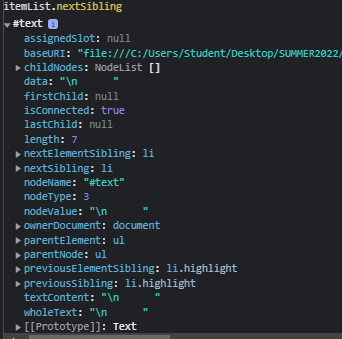 itemList.nextSibling
#text i
assignedSlot: null
baseURI: "file:///C:/Users/Student/Desktop/SUMMER2022/
childNodes: NodeList []
data: "\n      "
firstChild: null
isConnected: true
lastChild: null
length: 7
nextElementSibling: li
nextSibling: li
nodeName: "#text"
nodeType: 3
nodeValue: "\n      "
ownerDocument: document
parentElement: ul
parentNode: ul
previousElementSibling: li.highlight
previousSibling: li.highlight
textContent: "\n      "
wholeText: "\n      "
[[Prototype]]: Text